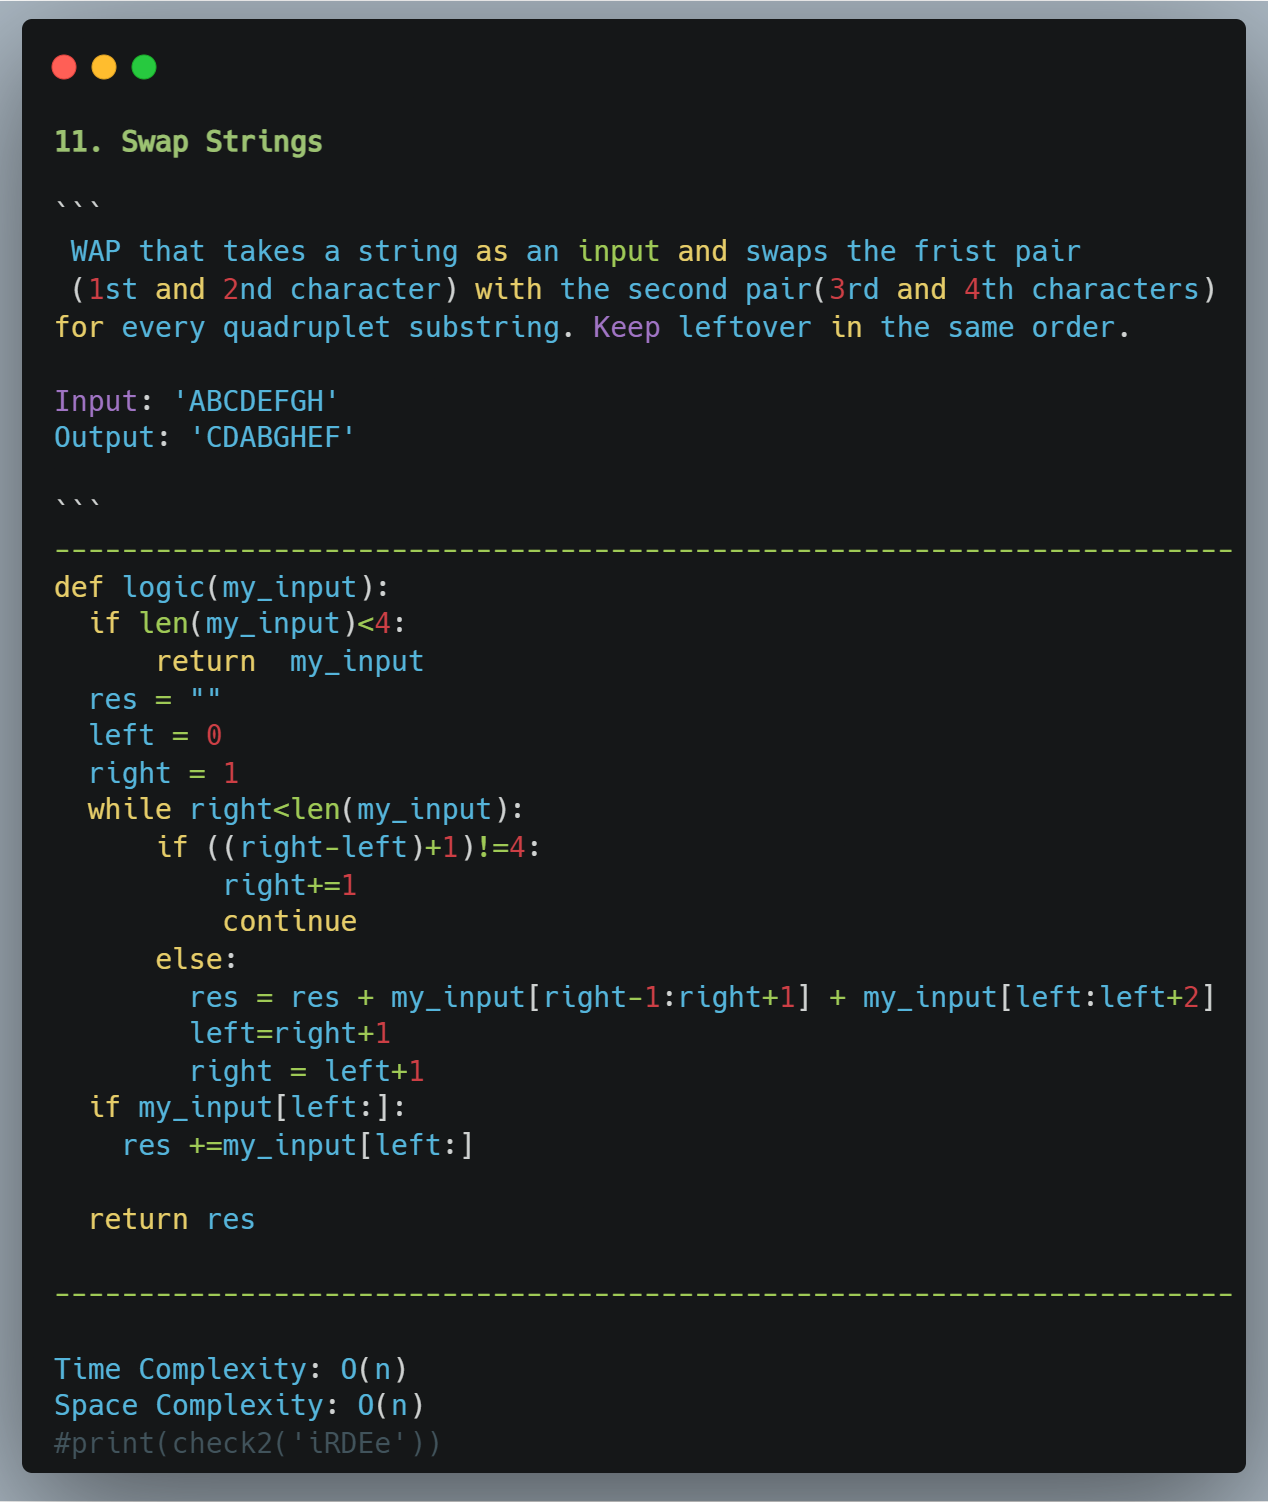 11. Swap Strings
```
 WAP that takes a string as an input and swaps the frist pair
 (1st and 2nd character) with the second pair(3rd and 4th characters)
for every quadruplet substring. Keep leftover in the same order.
Input: 'ABCDEFGH'
Output: 'CDABGHEF'
```
----------------------------------------------------------------------
def logic(my_input):
  if len(my_input)<4:
      return  my_input
  res = ""
  left = 0
  right = 1
  while right<len(my_input):
      if ((right-left)+1)!=4:
          right+=1
          continue
      else:
        res = res + my_input[right-1:right+1] + my_input[left:left+2]
        left=right+1
        right = left+1
  if my_input[left:]:
    res +=my_input[left:]
  return res
----------------------------------------------------------------------
Time Complexity: O(n)
Space Complexity: O(n)
#print(check2('iRDEe'))